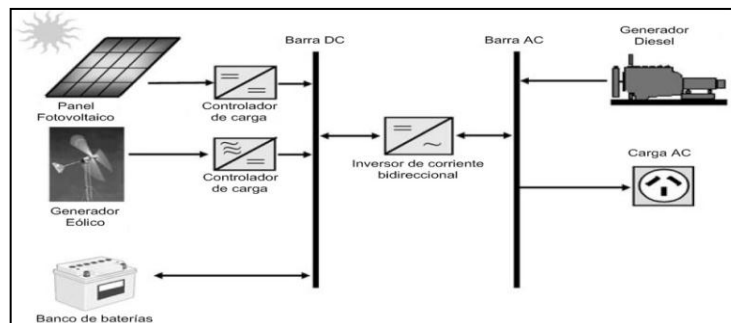 Barra DC
Barra AC
Generador
Diesel
Panel
Fotovoltaico
Controlador
de carga
Inversor de corriente
bidireccional
Carga AC
Controlador
de carga
Generador
Eólico
Banco de baterías